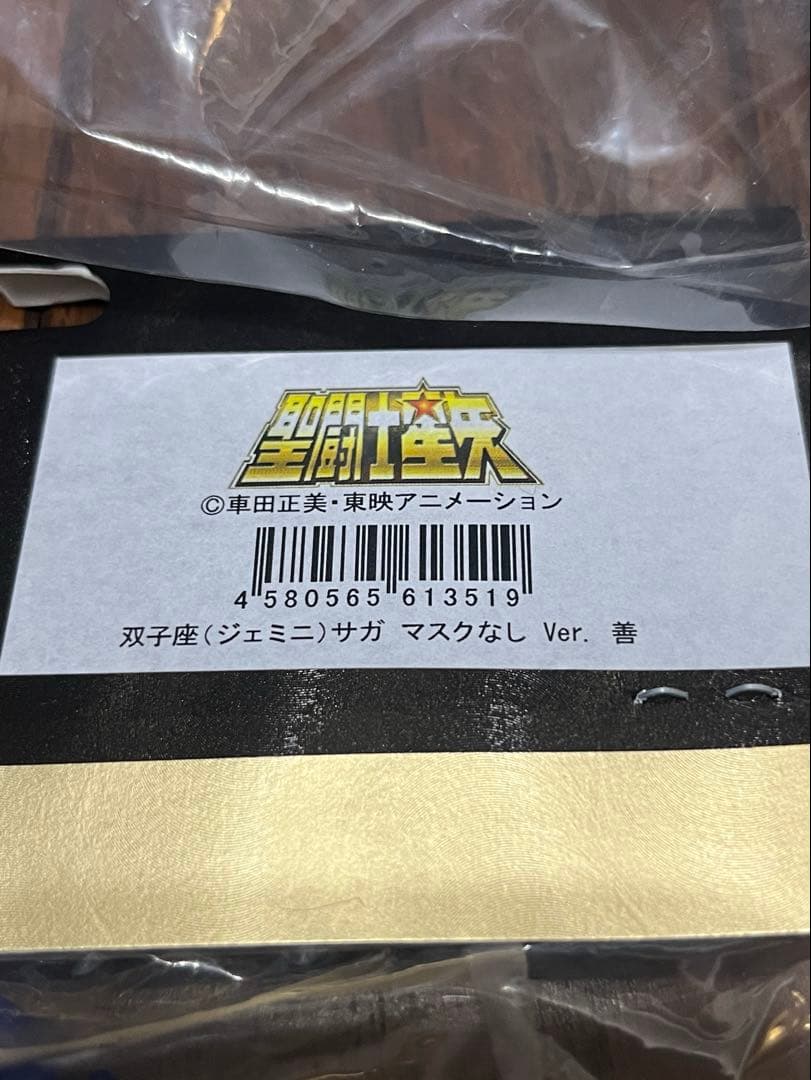 聖闘士星矢
©車田正美・東映アニメーション
4 580565 613519
双子座(ジェミニ)サガ マスクなし Ver. 善